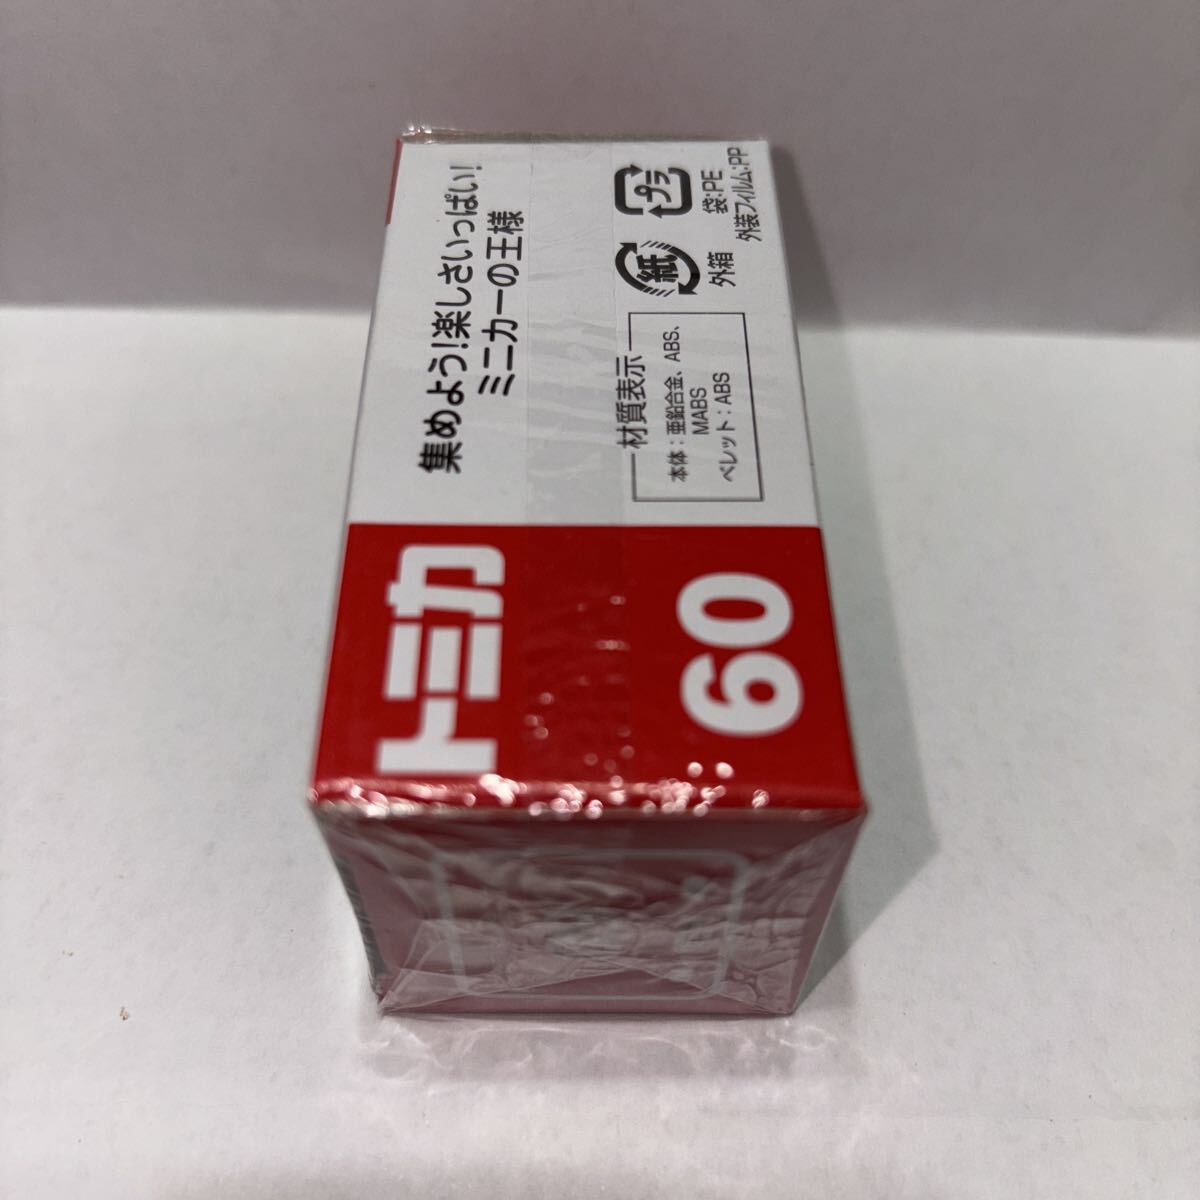 集めよう!楽しさいっぱい!
ミニカーの王様
材質表示
本体：亜鉛合金、ABS、
MABS
ベレット：ABS
紙
外箱
プラ
袋:PE
外装フィルム:PP
トミカ
60